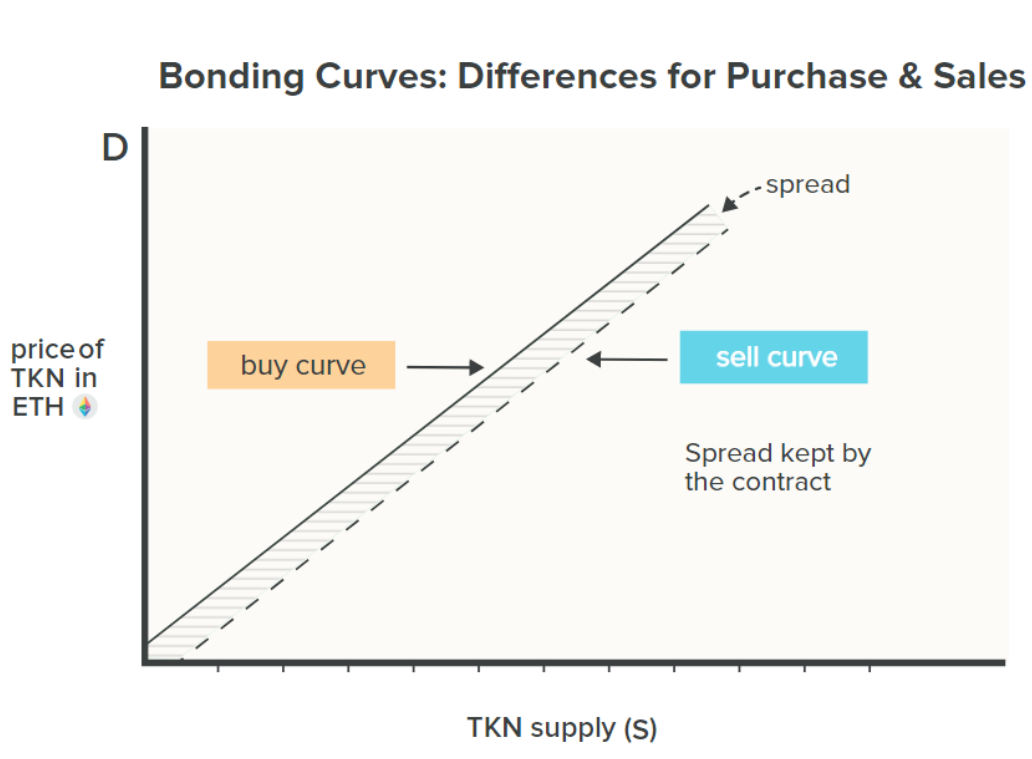 Bonding Curves: Differences for Purchase & Sales
D
spread
price of
TKN in
ETH
buy curve
sell curve
Spread kept by
the contract
TKN supply (S)